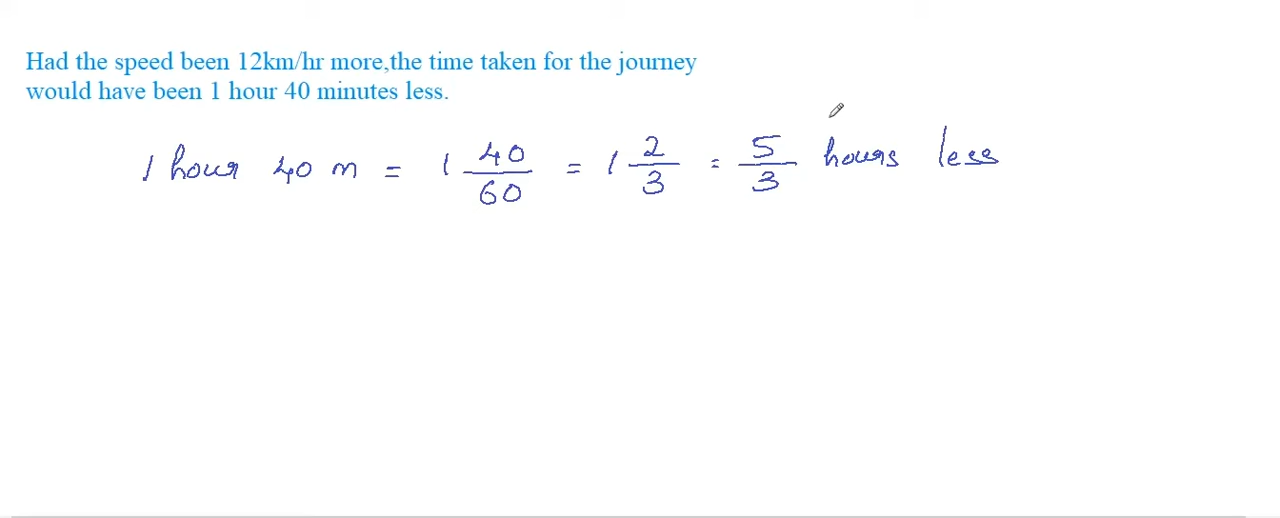 Had the speed been 12km/hr more,the time taken for the journey
would have been 1 hour 40 minutes less.
1 hour 40 m = 1 40/60 = 1 2/3 = 5/3 hours less